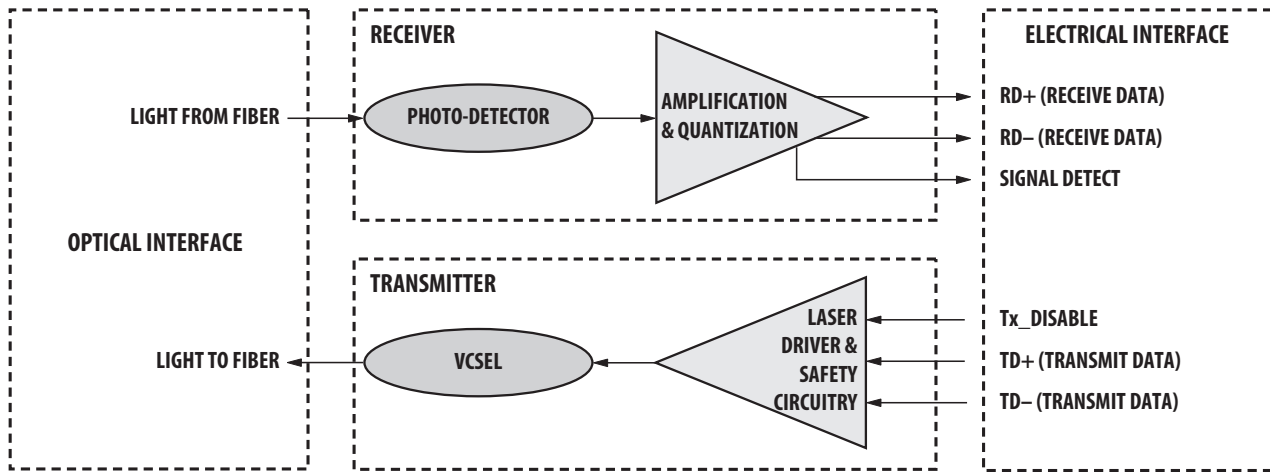 RECEIVER
ELECTRICAL INTERFACE
LIGHT FROM FIBER
PHOTO-DETECTOR
AMPLIFICATION
& QUANTIZATION
RD+ (RECEIVE DATA)
RD– (RECEIVE DATA)
SIGNAL DETECT
OPTICAL INTERFACE
TRANSMITTER
LIGHT TO FIBER
VCSEL
LASER
DRIVER &
SAFETY
CIRCUITRY
Tx_DISABLE
TD+ (TRANSMIT DATA)
TD– (TRANSMIT DATA)